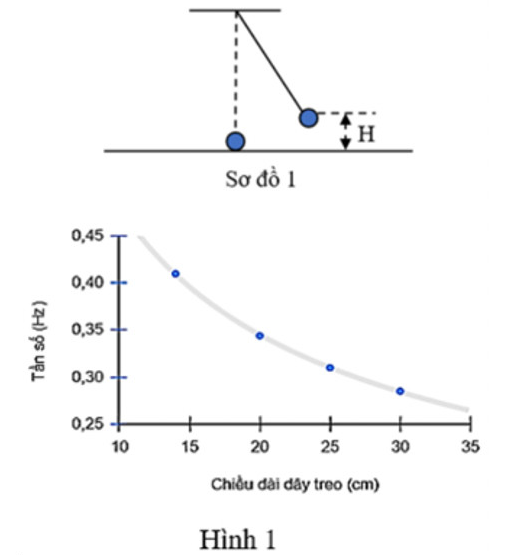 H
Sơ đồ 1
0,45
0,40
0,35
0,30
0,25
Tần số (Hz)
10 15 20 25 30 35
Chiều dài dây treo (cm)
Hình 1